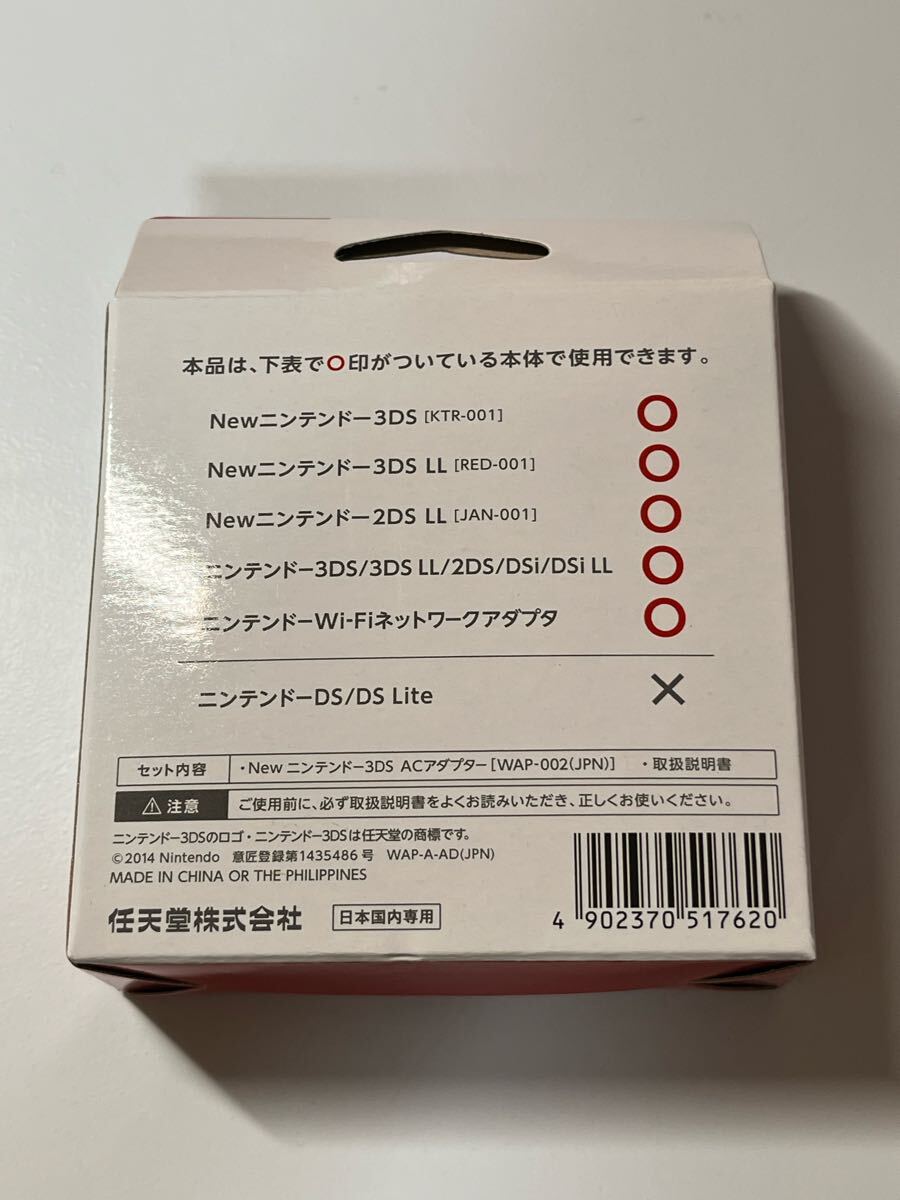 本品は、下表で〇印がついている本体で使用できます。
Newニンテンドー3DS [KTR-001] 〇
Newニンテンドー3DS LL [RED-001] 〇
Newニンテンドー2DS LL [JAN-001] 〇
ニンテンドー3DS/3DS LL/2DS/DSi/DSi LL 〇
ニンテンドーWi-Fiネットワークアダプタ 〇
ニンテンドーDS/DS Lite ×
セット内容 ・New ニンテンドー3DS ACアダプター[WAP-002(JPN)] ・取扱説明書
⚠注意 ご使用前に、必ず取扱説明書をよくお読みいただき、正しくお使いください。
ニンテンドー3DSのロゴ・ニンテンドー3DSは任天堂の商標です。
©2014 Nintendo 意匠登録第1435486号 WAP-A-AD(JPN)
MADE IN CHINA OR THE PHILIPPINES
任天堂株式会社 日本国内専用
4 902370 517620